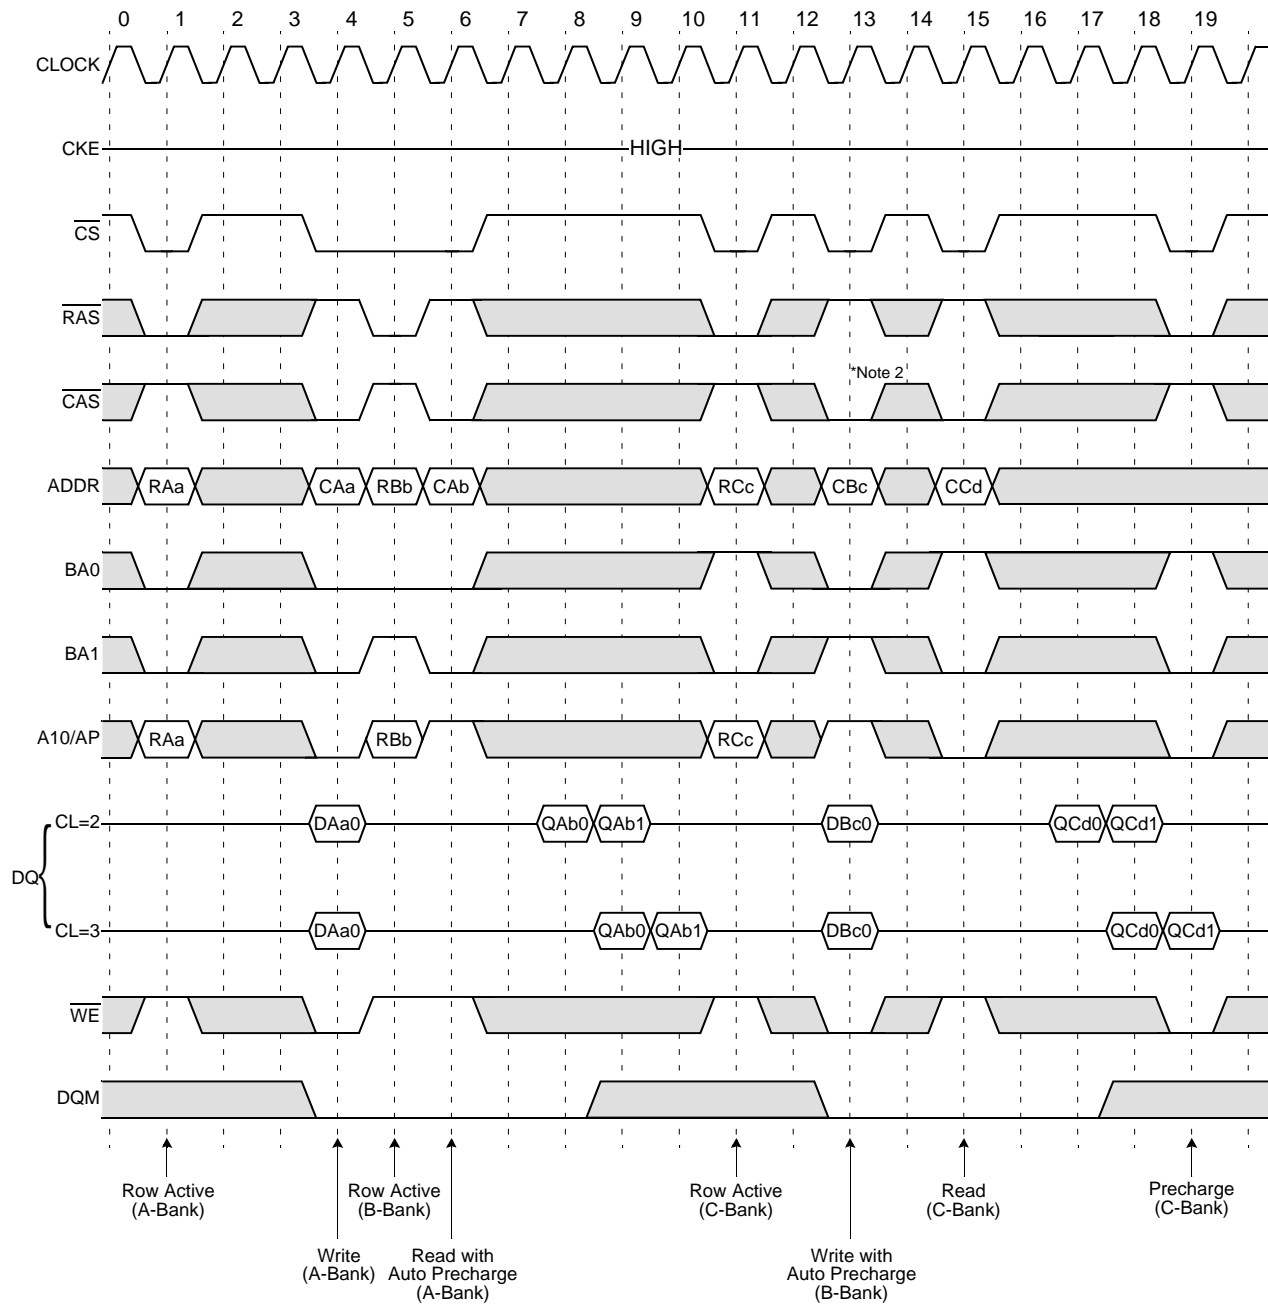 0 1 2 3 4 5 6 7 8 9 10 11 12 13 14 15 16 17 18 19
CLOCK
CKE
HIGH
CS
RAS
*Note 2
CAS
ADDR RAa CAa RBb CAb RCc CBc CCd
BA0
BA1
A10/AP RAa RBb RCc
CL=2 DAa0 QAb0 QAb1 DBc0 QCd0 QCd1
DQ
CL=3 DAa0 QAb0 QAb1 DBc0 QCd0 QCd1
WE
DQM
Row Active
(A-Bank)
Row Active
(B-Bank)
Row Active
(C-Bank)
Read
(C-Bank)
Precharge
(C-Bank)
Write
(A-Bank)
Read with
Auto Precharge
(A-Bank)
Write with
Auto Precharge
(B-Bank)